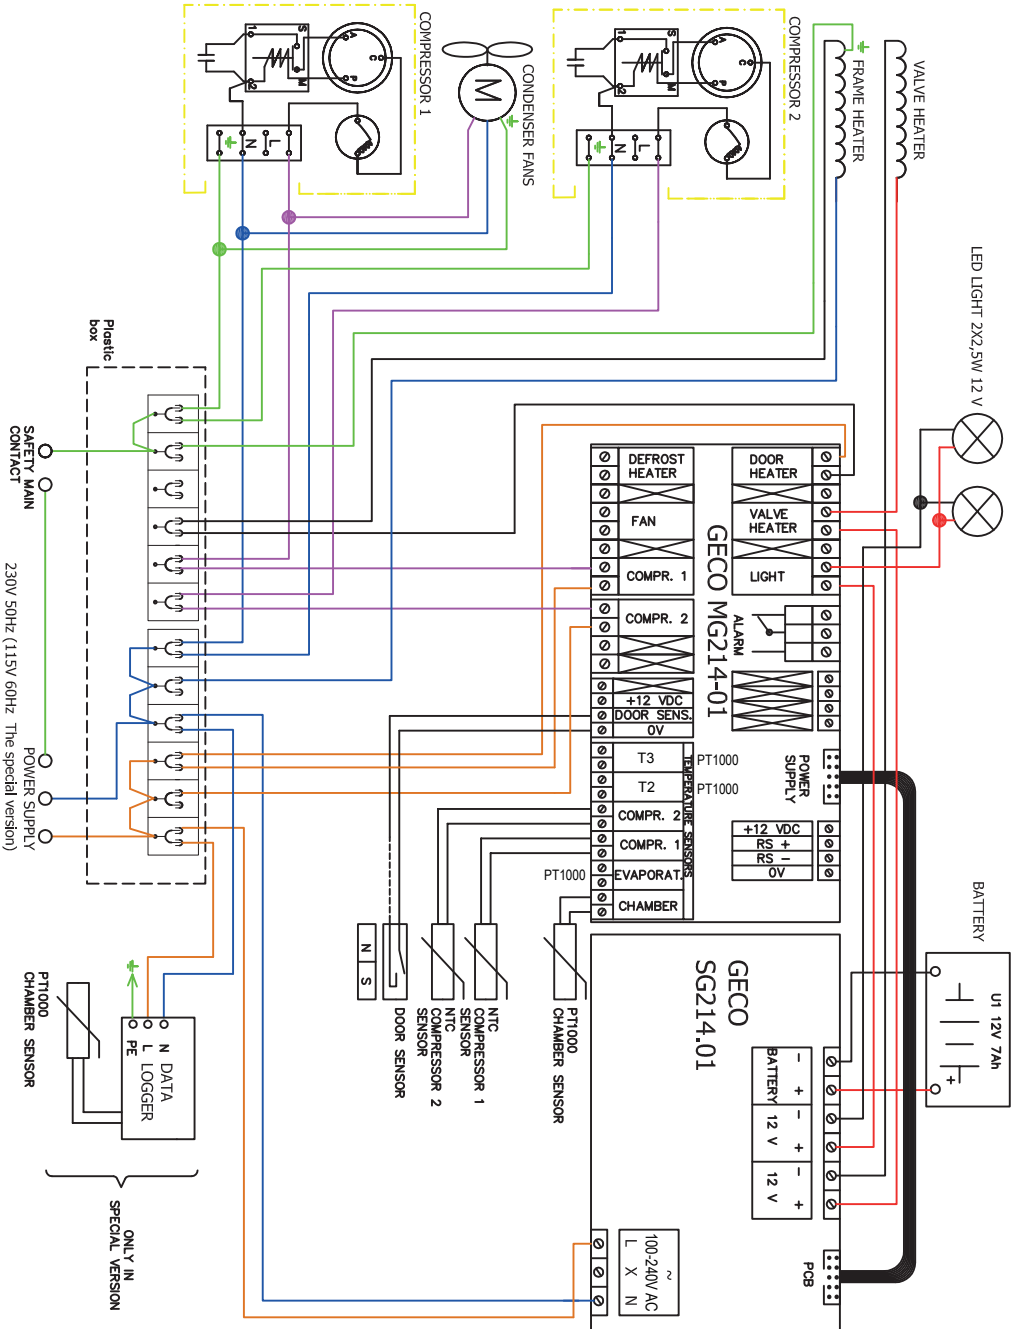 COMPRESSOR 1
S
1
A
C
P
M
2
N
L
CONDENSER FANS
M
COMPRESSOR 2
S
1
A
C
P
M
2
N
L
FRAME HEATER
VALVE HEATER
LED LIGHT 2X2,5W 12 V
Plastic
box
SAFETY MAIN
CONTACT
230V 50Hz (115V 60Hz The special version)
POWER SUPPLY
GECO MG214-01
DEFROST
HEATER
FAN
COMPR. 1
COMPR. 2
+12 VDC
DOOR SENS.
0V
T3
T2
COMPR. 2
COMPR. 1
EVAPORAT.
CHAMBER
TEMPERATURE SENSORS
PT1000
PT1000
PT1000
DOOR
HEATER
VALVE
HEATER
LIGHT
ALARM
POWER
SUPPLY
+12 VDC
RS +
RS -
0V
BATTERY
U1 12V 7Ah
+
GECO
SG214.01
- +
BATTERY
- +
12 V
- +
12 V
PCB
~
100-240V AC
L X N
PT1000
CHAMBER SENSOR
NTC
COMPRESSOR 1
SENSOR
NTC
COMPRESSOR 2
SENSOR
DOOR SENSOR
N S
DATA
LOGGER
N
L
PE
PT1000
CHAMBER SENSOR
ONLY IN
SPECIAL VERSION